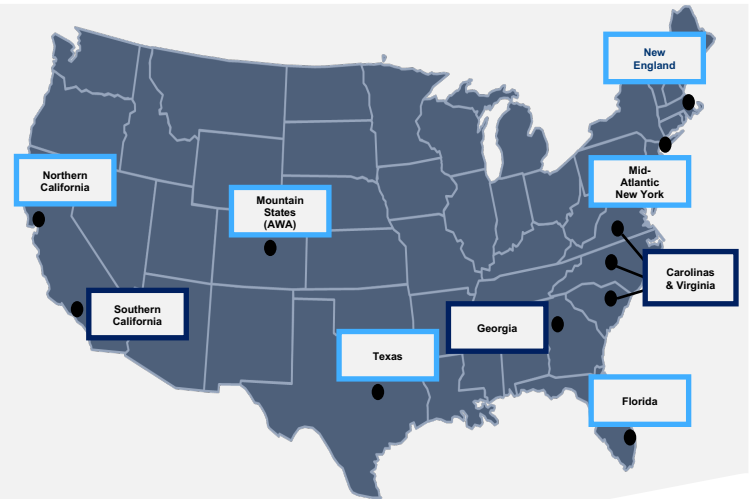 New
England
Northern
California
Mid-
Atlantic
New York
Mountain
States
(AWA)
Carolinas
& Virginia
Southern
California
Georgia
Texas
Florida